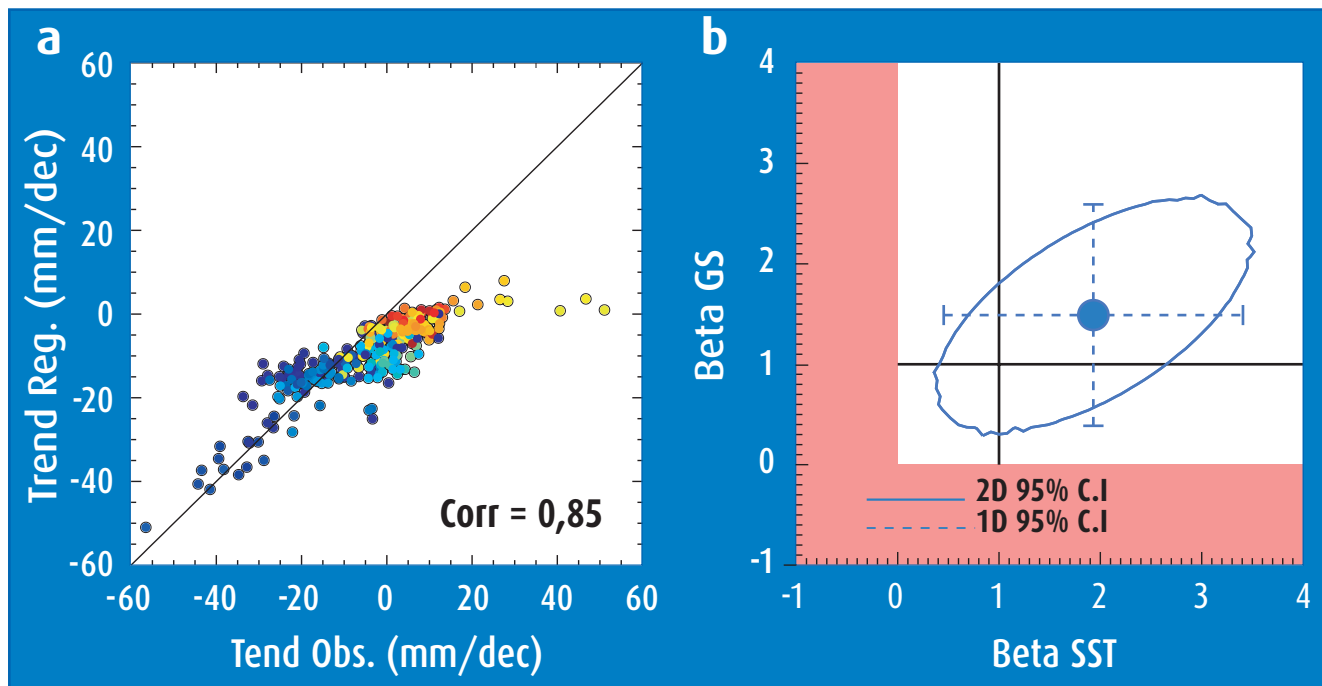 a
60
40
20
0
-20
-40
-60
Trend Reg. (mm/dec)
Corr = 0,85
-60 -40 -20 0 20 40 60
Tend Obs. (mm/dec)
b
4
3
2
1
0
-1
Beta GS
2D 95% C.I
1D 95% C.I
-1 0 1 2 3 4
Beta SST